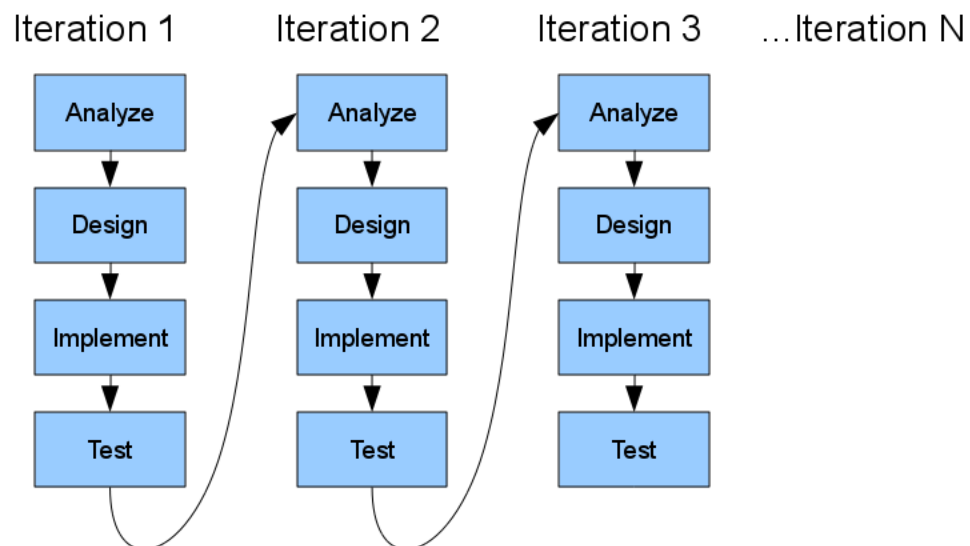 Iteration 1
Iteration 2
Iteration 3
...Iteration N
Analyze
Analyze
Analyze
Design
Design
Design
Implement
Implement
Implement
Test
Test
Test